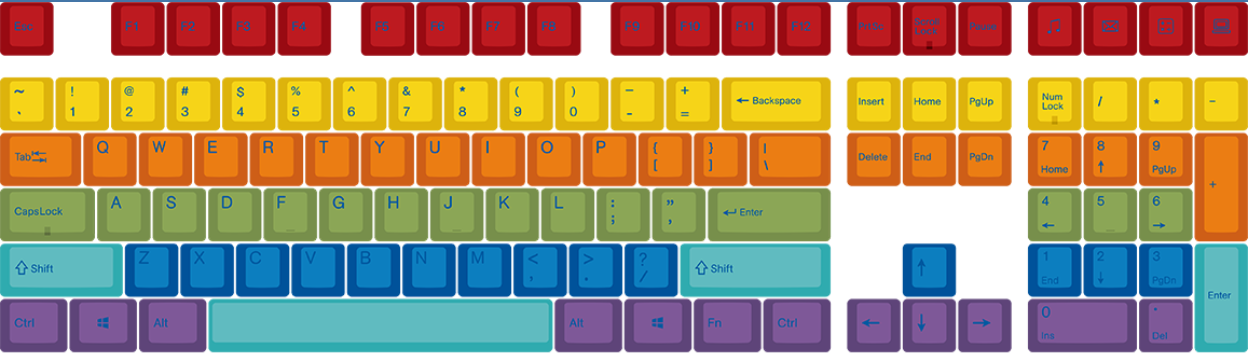 Esc F1 F2 F3 F4 F5 F6 F7 F8 F9 F10 F11 F12 Scroll Pause
Lock
~ ! @ # $ % ^ & * ( ) _ + ← Backspace Insert Home PgUp Num Lock / * -
` 1 2 3 4 5 6 7 8 9 0 - =
Tab Q W E R T Y U I O P { } | Delete End PgDn 7 8 9 +
[ ] \ Home ↑ PgUp
CapsLock A S D F G H J K L : " ↵ Enter 4 5 6
; , ← →
⇧ Shift Z X C V B N M < > ? ⇧ Shift ↑ 1 2 3 Enter
, . / End ↓ PgDn
Ctrl Alt Alt Fn Ctrl ← ↓ → 0 .
Ins Del